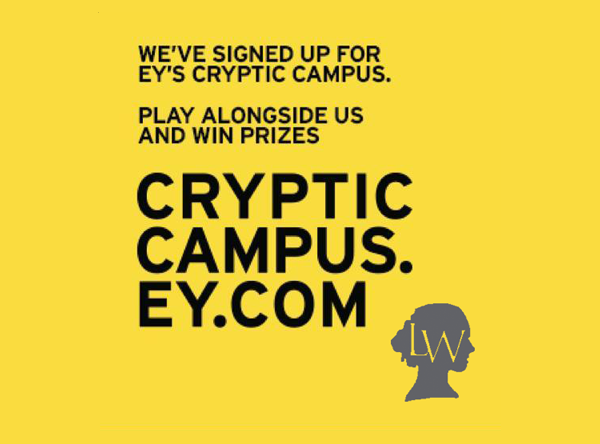 WE'VE SIGNED UP FOR
EY'S CRYPTIC CAMPUS.
PLAY ALONGSIDE US
AND WIN PRIZES
CRYPTIC
CAMPUS.
EY.COM
LW